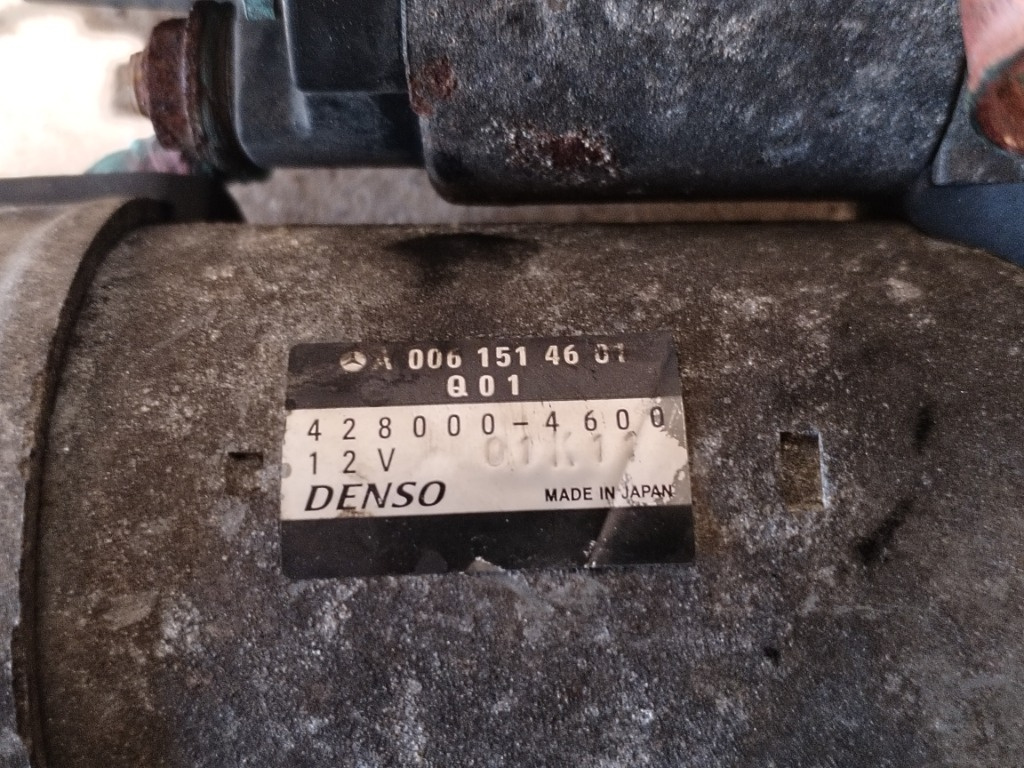 A 006 151 46 01
Q01
428000-4600
12V
DENSO
MADE IN JAPAN